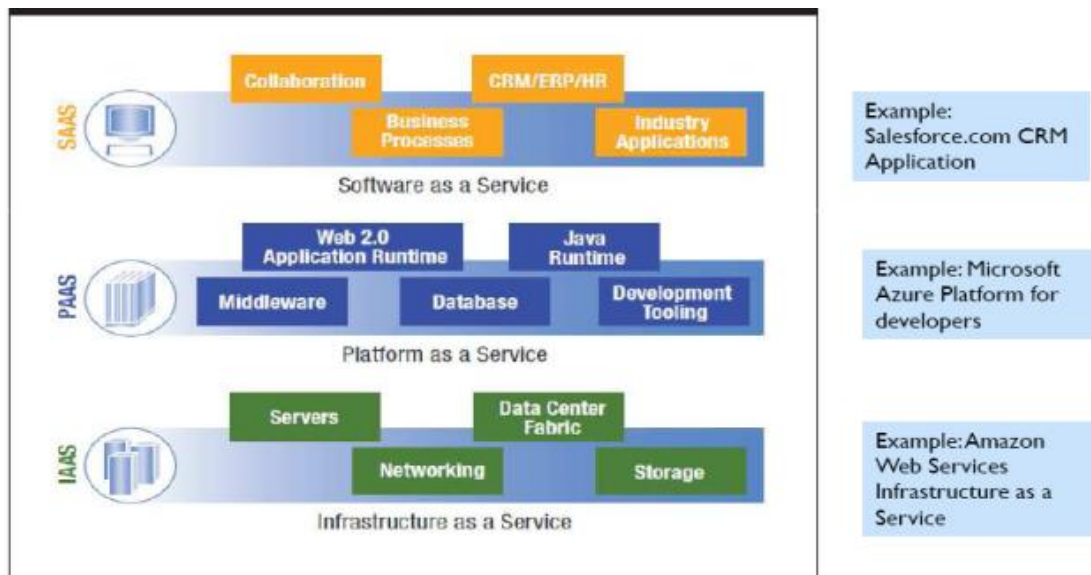 Collaboration
CRM/ERP/HR
SAAS
Business
Processes
Industry
Applications
Software as a Service
Example:
Salesforce.com CRM
Application
Web 2.0
Application Runtime
Java
Runtime
PAAS
Middleware
Database
Development
Tooling
Platform as a Service
Example: Microsoft
Azure Platform for
developers
Servers
Data Center
Fabric
IAAS
Networking
Storage
Infrastructure as a Service
Example: Amazon
Web Services
Infrastructure as a
Service